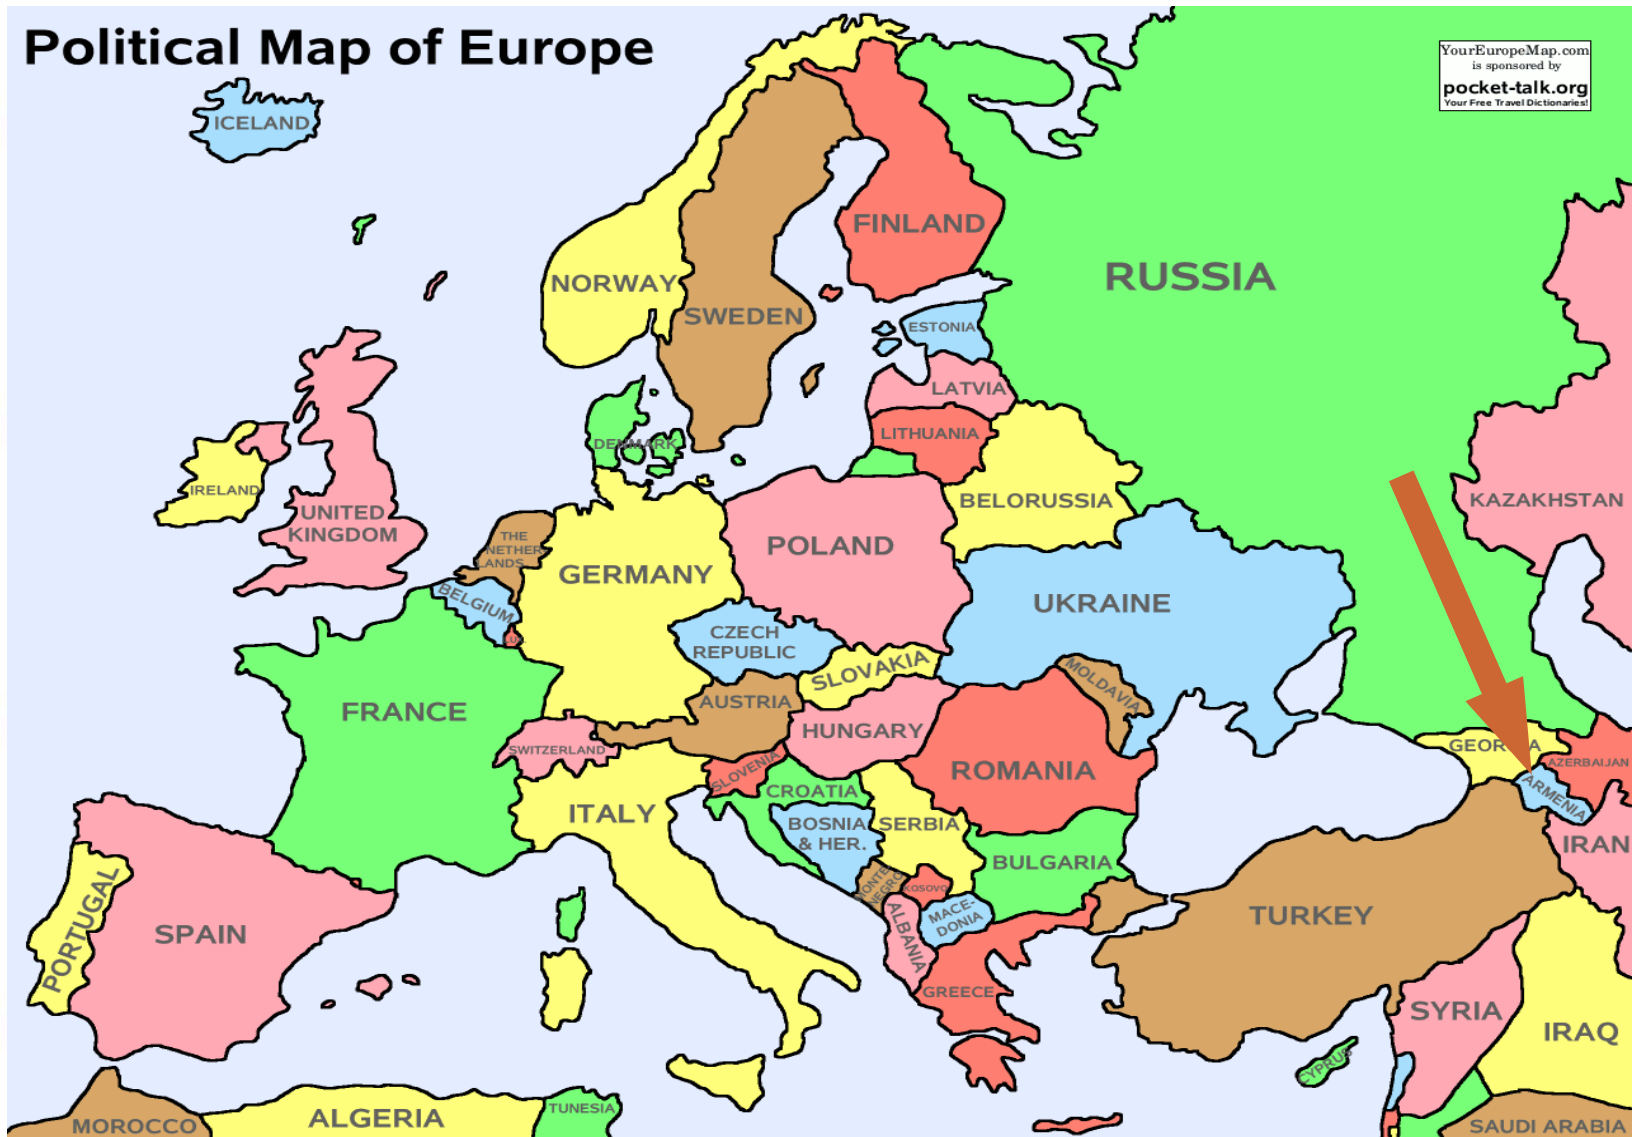 Political Map of Europe
YourEuropeMap.com
is sponsored by
pocket-talk.org
Your Free Travel Dictionaries!
ICELAND
FINLAND
NORWAY
SWEDEN
RUSSIA
ESTONIA
LATVIA
LITHUANIA
DENMARK
IRELAND
UNITED
KINGDOM
BELORUSSIA
KAZAKHSTAN
THE
NETHER
LANDS
POLAND
GERMANY
BELGIUM
LUX.
UKRAINE
CZECH
REPUBLIC
SLOVAKIA
MOLDAVIA
FRANCE
AUSTRIA
HUNGARY
SWITZERLAND
SLOVENIA
ROMANIA
GEORGIA
AZERBAIJAN
ARMENIA
CROATIA
ITALY
BOSNIA
& HER.
SERBIA
BULGARIA
IRAN
MONTE
NEGRO
KOSOVO
PORTUGAL
SPAIN
ALBANIA
MACE-
DONIA
TURKEY
GREECE
SYRIA
IRAQ
CYPRUS
MOROCCO
ALGERIA
TUNESIA
SAUDI ARABIA